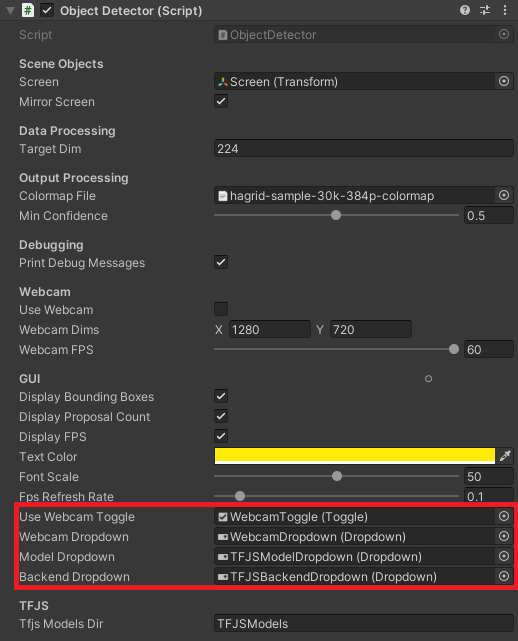 Object Detector (Script)
Script ObjectDetector
Scene Objects
Screen Screen (Transform)
Mirror Screen
Data Processing
Target Dim 224
Output Processing
Colormap File hagrid-sample-30k-384p-colormap
Min Confidence 0.5
Debugging
Print Debug Messages
Webcam
Use Webcam
Webcam Dims X 1280 Y 720
Webcam FPS 60
GUI
Display Bounding Boxes
Display Proposal Count
Display FPS
Text Color
Font Scale 50
Fps Refresh Rate 0.1
Use Webcam Toggle WebcamToggle (Toggle)
Webcam Dropdown WebcamDropdown (Dropdown)
Model Dropdown TFJSModelDropdown (Dropdown)
Backend Dropdown TFJSBackendDropdown (Dropdown)
TFJS
Tfjs Models Dir TFJSModels